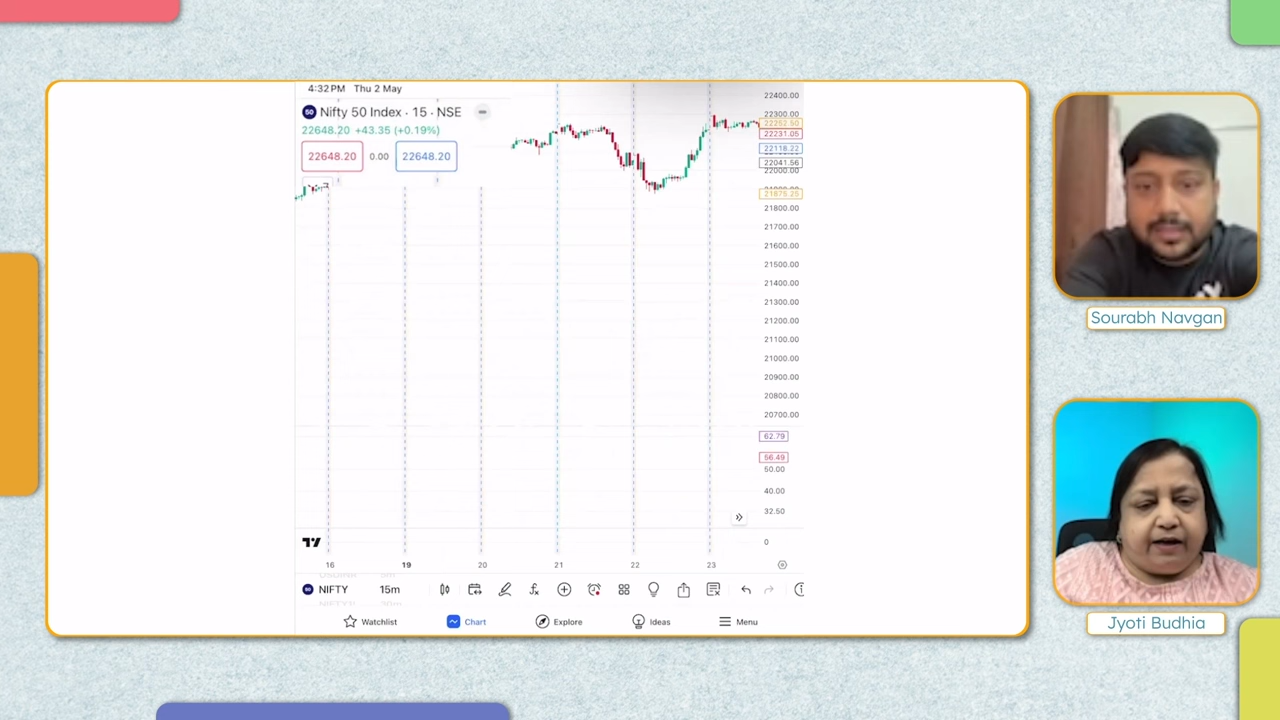 4:32 PM Thu 2 May
50 Nifty 50 Index · 15 · NSE
22648.20 +43.35 (+0.19%)
22648.20 0.00 22648.20
22400.00
22300.00
22252.50
22231.05
22118.22
22041.56
22000.00
21875.25
21800.00
21700.00
21600.00
21500.00
21400.00
21300.00
21200.00
21100.00
21000.00
20900.00
20800.00
20700.00
62.79
56.49
50.00
40.00
32.50
0
16 19 20 21 22 23
50 NIFTY 15m
Watchlist Chart Explore Ideas Menu
Sourabh Navgan
Jyoti Budhia